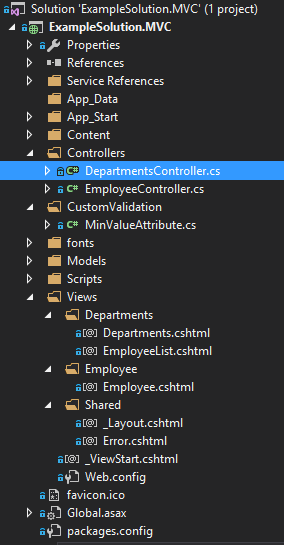 Solution 'ExampleSolution.MVC' (1 project)
ExampleSolution.MVC
Properties
References
Service References
App_Data
App_Start
Content
Controllers
C# DepartmentsController.cs
C# EmployeeController.cs
CustomValidation
C# MinValueAttribute.cs
fonts
Models
Scripts
Views
Departments
[@] Departments.cshtml
[@] EmployeeList.cshtml
Employee
[@] Employee.cshtml
Shared
[@] _Layout.cshtml
[@] Error.cshtml
[@] _ViewStart.cshtml
Web.config
favicon.ico
Global.asax
packages.config